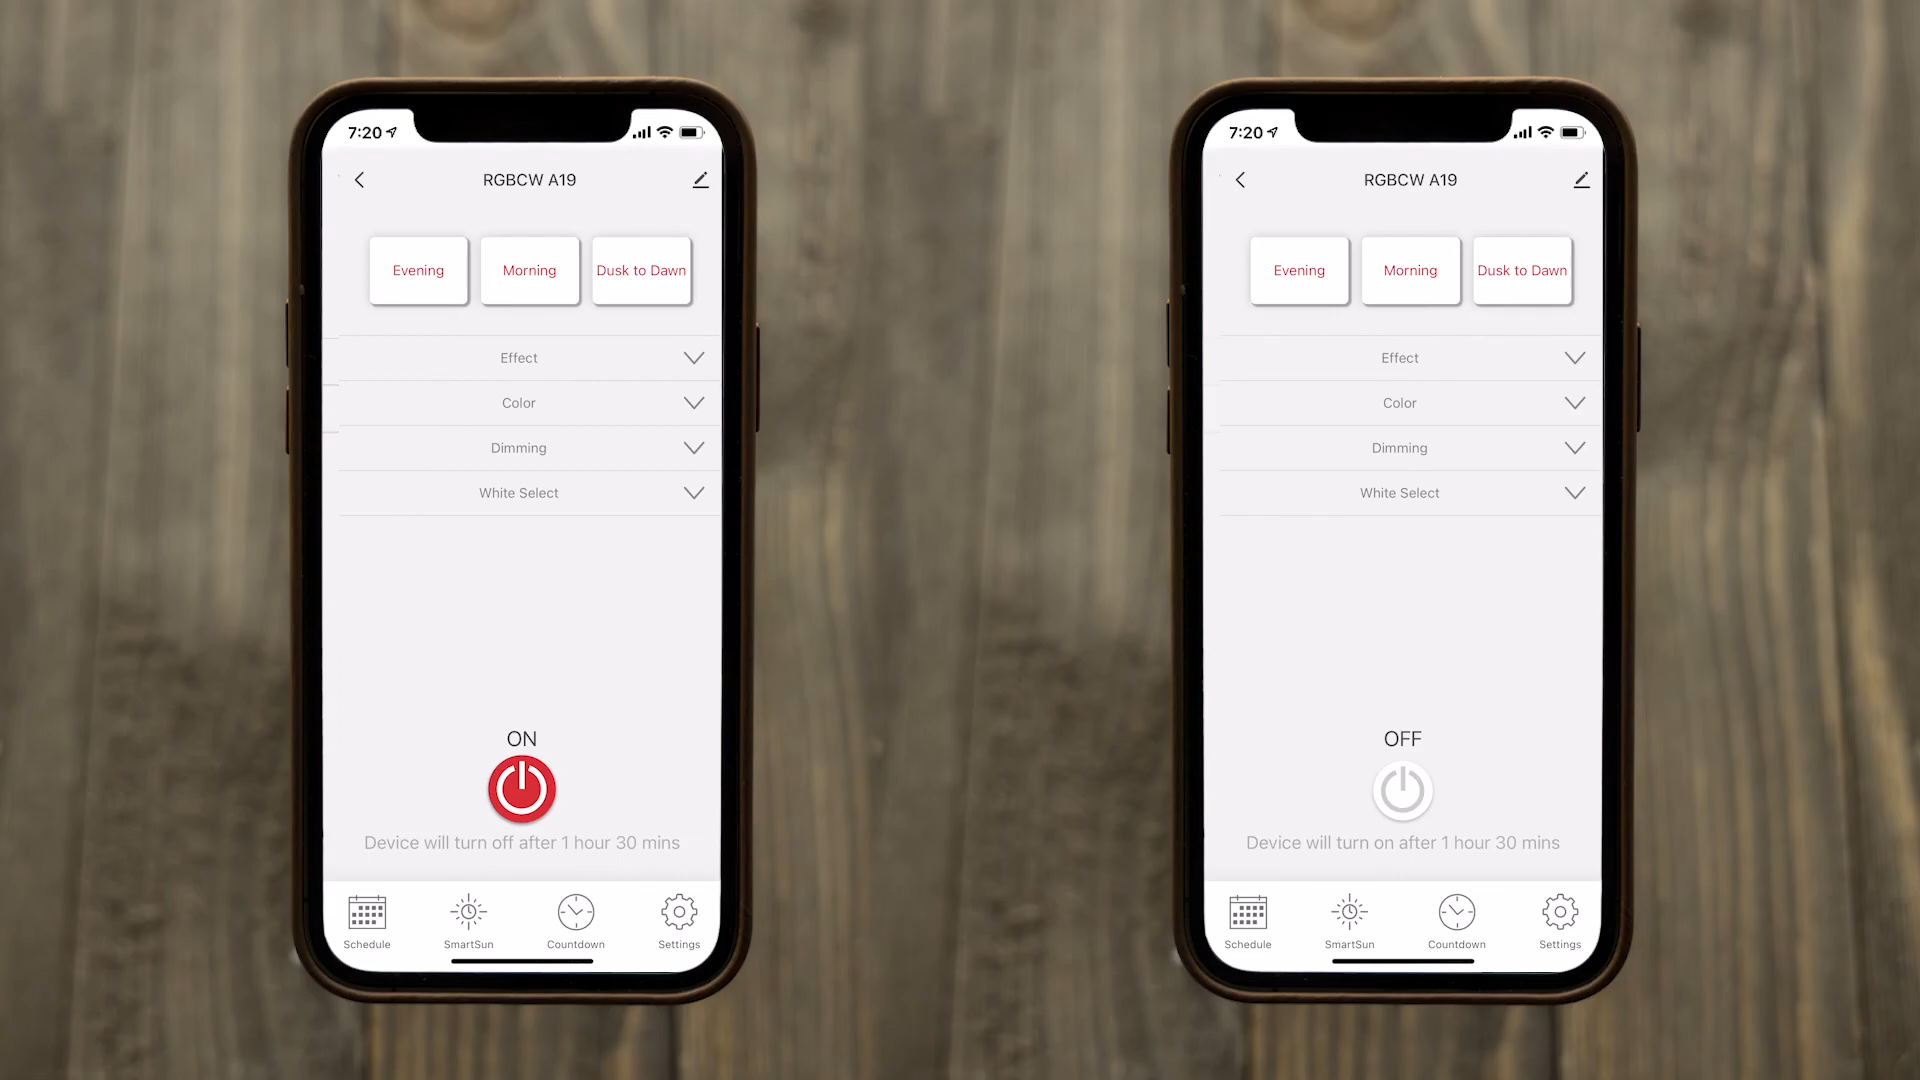 7:20
RGBCW A19
Evening
Morning
Dusk to Dawn
Effect
Color
Dimming
White Select
ON
Device will turn off after 1 hour 30 mins
Schedule
SmartSun
Countdown
Settings
7:20
RGBCW A19
Evening
Morning
Dusk to Dawn
Effect
Color
Dimming
White Select
OFF
Device will turn on after 1 hour 30 mins
Schedule
SmartSun
Countdown
Settings